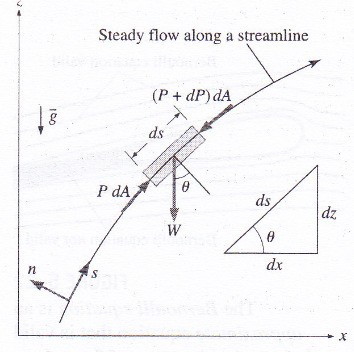 z
Steady flow along a streamline
(P + dP) dA
g
ds
P dA
θ
W
ds
dz
θ
dx
n
s
x